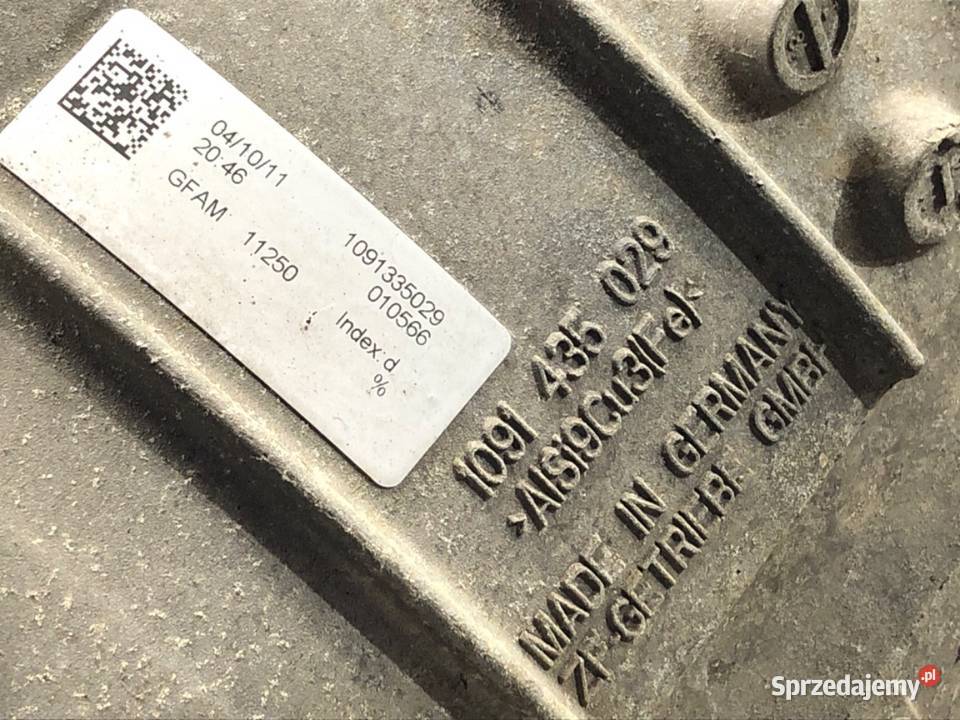 04/10/11
20:46
GFAM 11250
1091335029
010566
Index:d
%
1091 435 029
>AlSi9Cu3(Fe)<
MADE IN GERMANY
ZF GETRIEBE GMBH
Sprzedajemy.pl